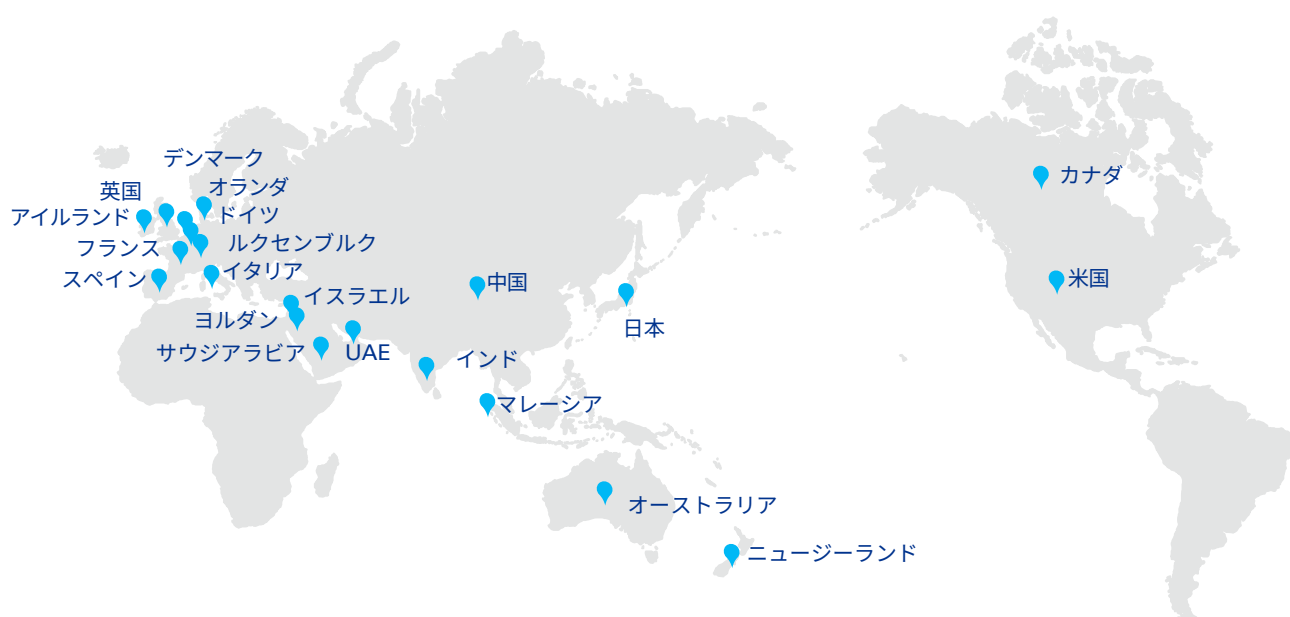 デンマーク
オランダ
英国
ドイツ
アイルランド
ルクセンブルク
フランス
イタリア
スペイン
イスラエル
ヨルダン
サウジアラビア
UAE
中国
日本
インド
マレーシア
オーストラリア
ニュージーランド
カナダ
米国